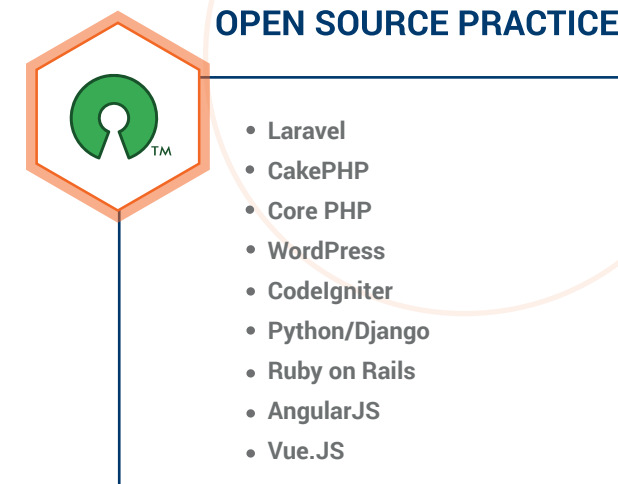 OPEN SOURCE PRACTICE
TM
• Laravel
• CakePHP
• Core PHP
• WordPress
• CodeIgniter
• Python/Django
• Ruby on Rails
• AngularJS
• Vue.JS